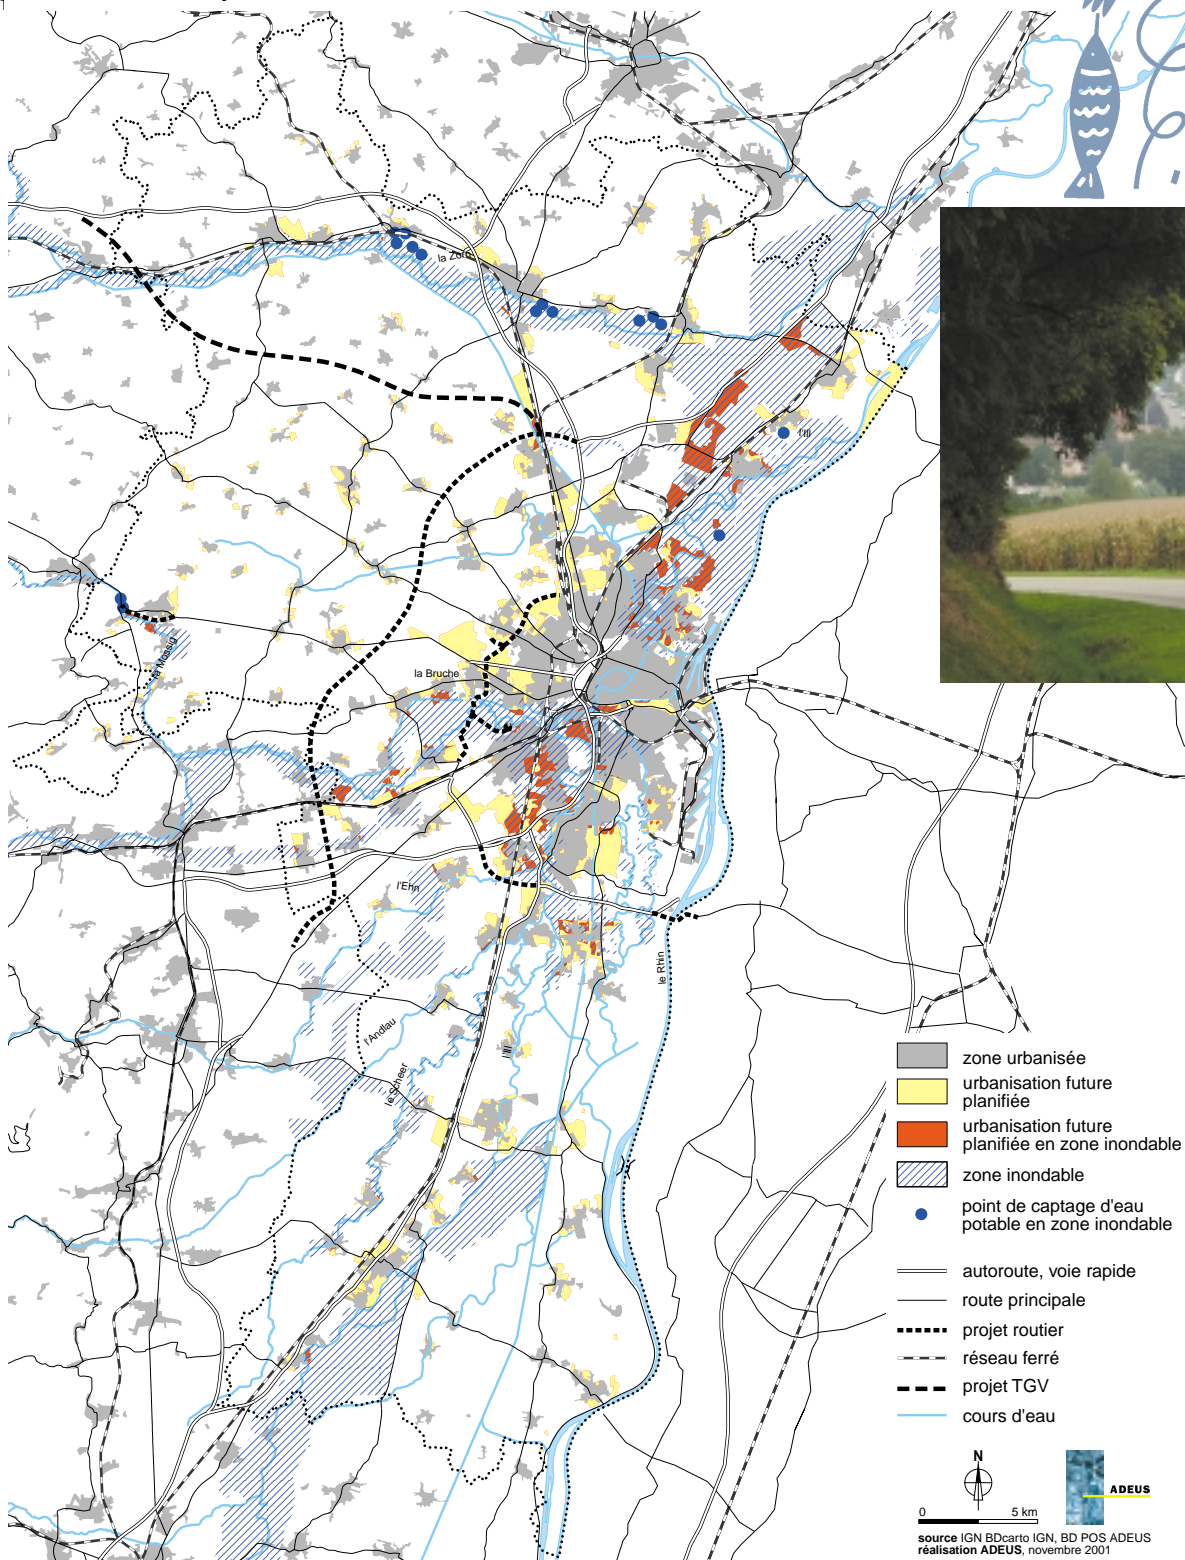 la Zorn
l'Ill
la Mossig
la Bruche
l'Ehn
le Rhin
l'Andlau
l'Ill
le Scheer
zone urbanisée
urbanisation future
planifiée
urbanisation future
planifiée en zone inondable
zone inondable
point de captage d'eau
potable en zone inondable
autoroute, voie rapide
route principale
projet routier
réseau ferré
projet TGV
cours d'eau
N
0 5 km
ADEUS
source IGN BDcarto IGN, BD POS ADEUS
réalisation ADEUS, novembre 2001